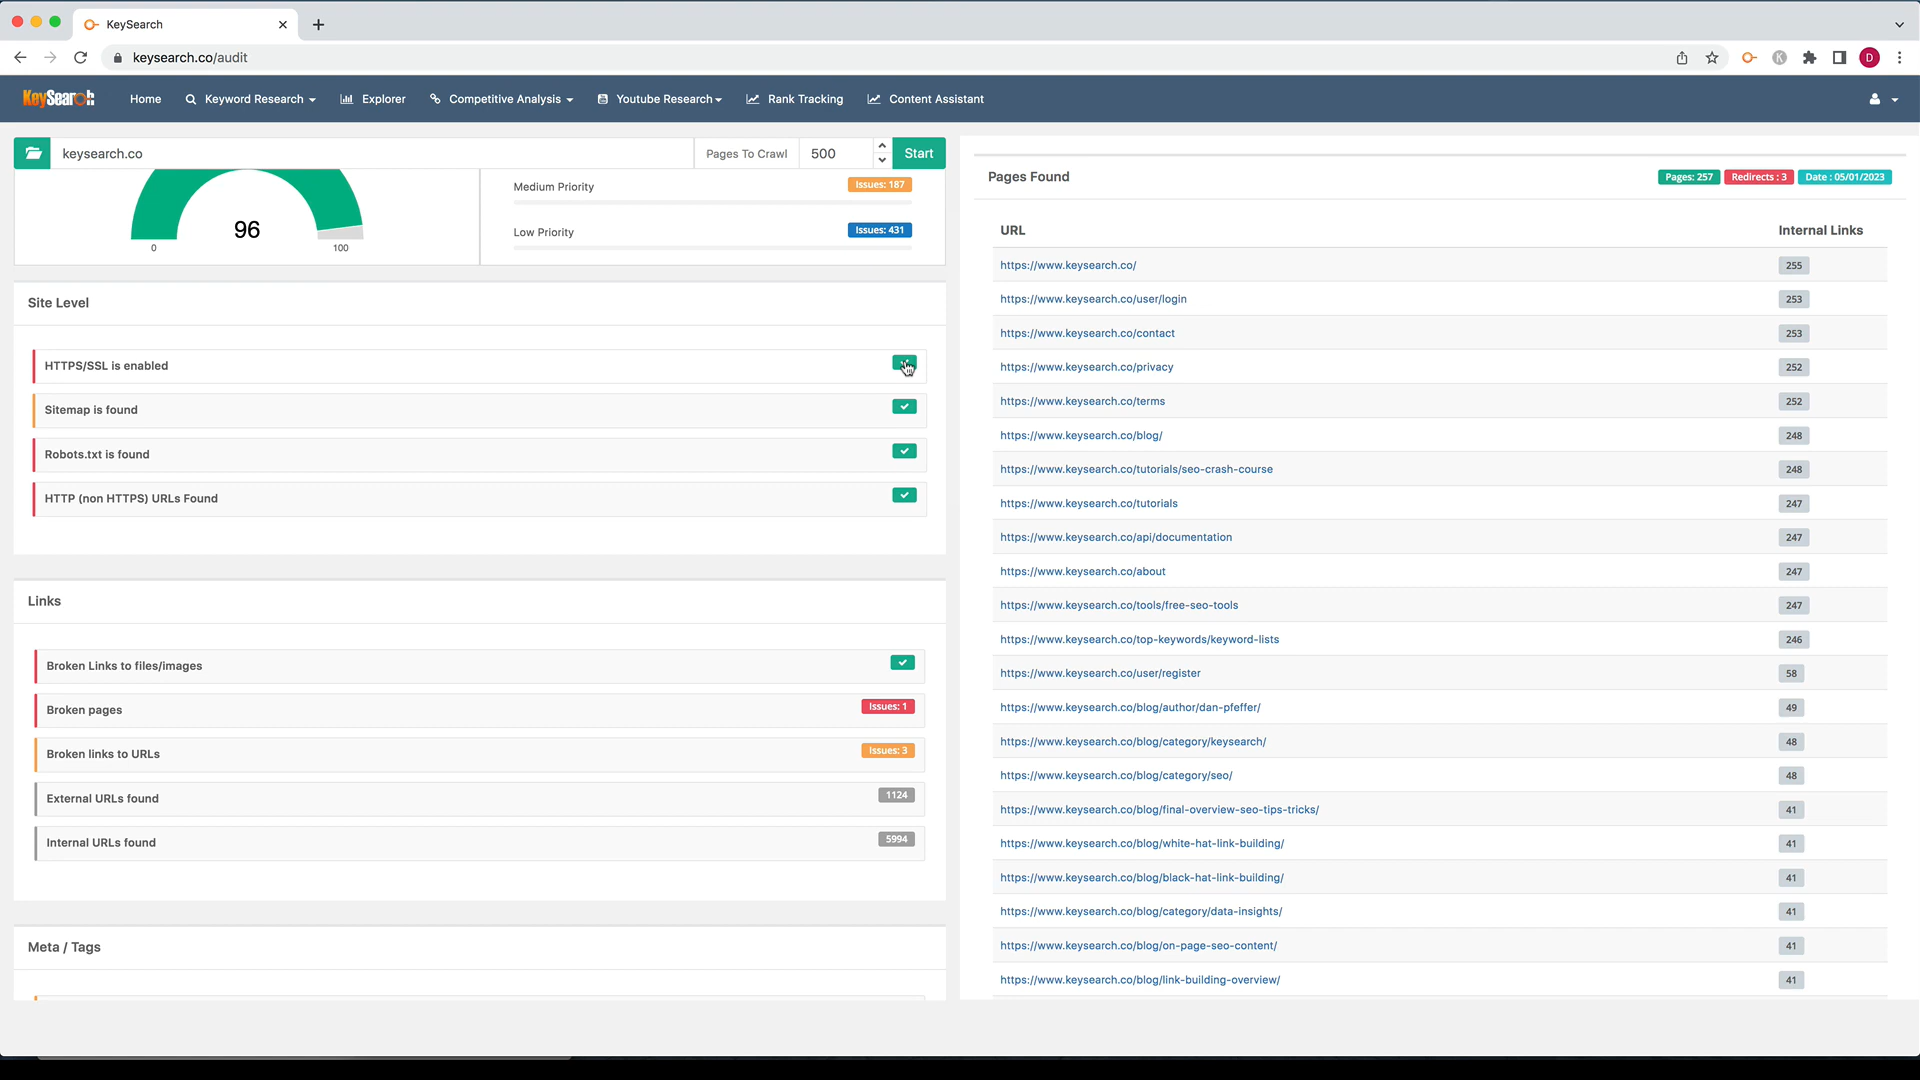 KeySearch
keysearch.co/audit
D
KeySearch
Home
Keyword Research
Explorer
Competitive Analysis
Youtube Research
Rank Tracking
Content Assistant
keysearch.co
Pages To Crawl
500
Start
96
0
100
Medium Priority
Issues: 187
Low Priority
Issues: 431
Site Level
HTTPS/SSL is enabled
Sitemap is found
Robots.txt is found
HTTP (non HTTPS) URLs Found
Links
Broken Links to files/images
Broken pages
Issues: 1
Broken links to URLs
Issues: 3
External URLs found
1124
Internal URLs found
5994
Meta / Tags
Pages Found
Pages: 257
Redirects : 3
Date : 05/01/2023
URL
Internal Links
https://www.keysearch.co/
255
https://www.keysearch.co/user/login
253
https://www.keysearch.co/contact
253
https://www.keysearch.co/privacy
252
https://www.keysearch.co/terms
252
https://www.keysearch.co/blog/
248
https://www.keysearch.co/tutorials/seo-crash-course
248
https://www.keysearch.co/tutorials
247
https://www.keysearch.co/api/documentation
247
https://www.keysearch.co/about
247
https://www.keysearch.co/tools/free-seo-tools
247
https://www.keysearch.co/top-keywords/keyword-lists
246
https://www.keysearch.co/user/register
58
https://www.keysearch.co/blog/author/dan-pfeffer/
49
https://www.keysearch.co/blog/category/keysearch/
48
https://www.keysearch.co/blog/category/seo/
48
https://www.keysearch.co/blog/final-overview-seo-tips-tricks/
41
https://www.keysearch.co/blog/white-hat-link-building/
41
https://www.keysearch.co/blog/black-hat-link-building/
41
https://www.keysearch.co/blog/category/data-insights/
41
https://www.keysearch.co/blog/on-page-seo-content/
41
https://www.keysearch.co/blog/link-building-overview/
41